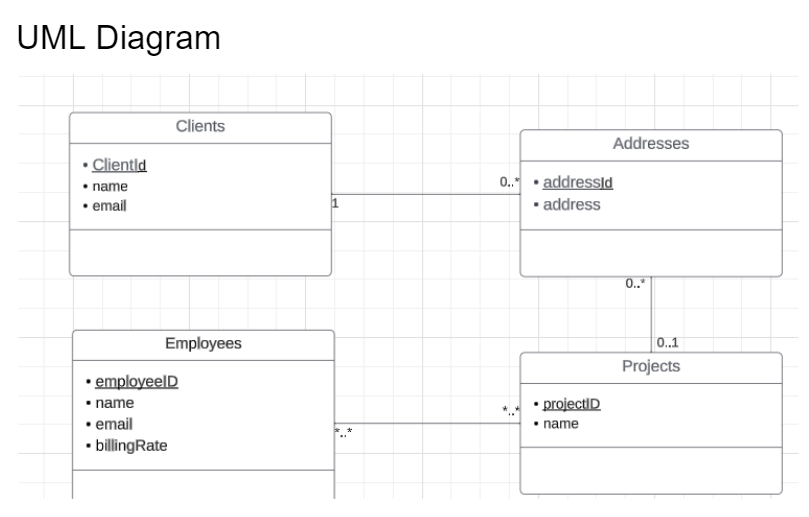 UML Diagram
Clients
• ClientId
• name
• email
1
0..*
Addresses
• addressId
• address
0..*
0..1
Employees
• employeeID
• name
• email
• billingRate
*..*
*..*
Projects
• projectID
• name